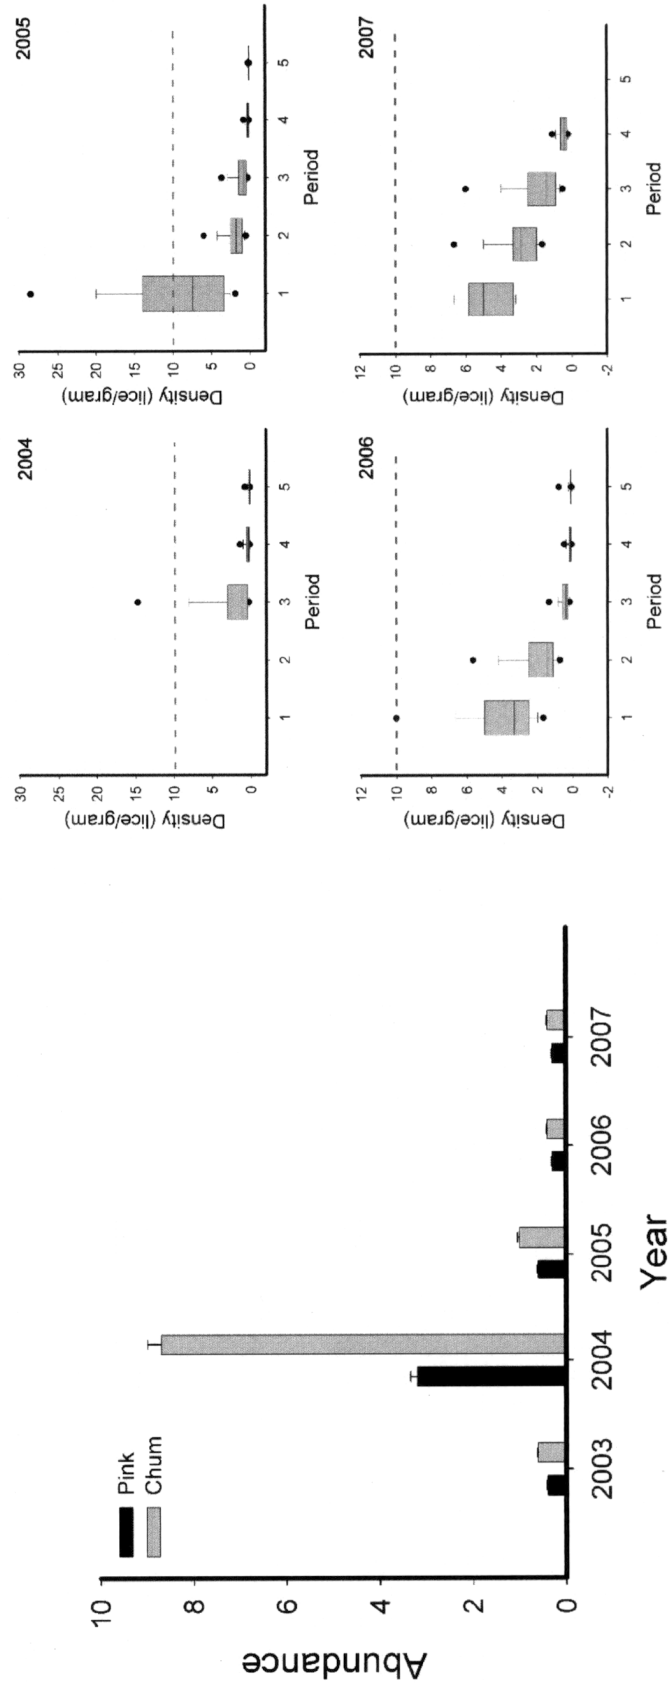 Pink
Chum
10
8
6
4
2
0
Abundance
2003 2004 2005 2006 2007
Year
2004
30
25
20
15
10
5
0
Density (lice/gram)
1 2 3 4 5
Period
2005
30
25
20
15
10
5
0
Density (lice/gram)
1 2 3 4 5
Period
2006
12
10
8
6
4
2
0
-2
Density (lice/gram)
1 2 3 4 5
Period
2007
12
10
8
6
4
2
0
-2
Density (lice/gram)
1 2 3 4 5
Period